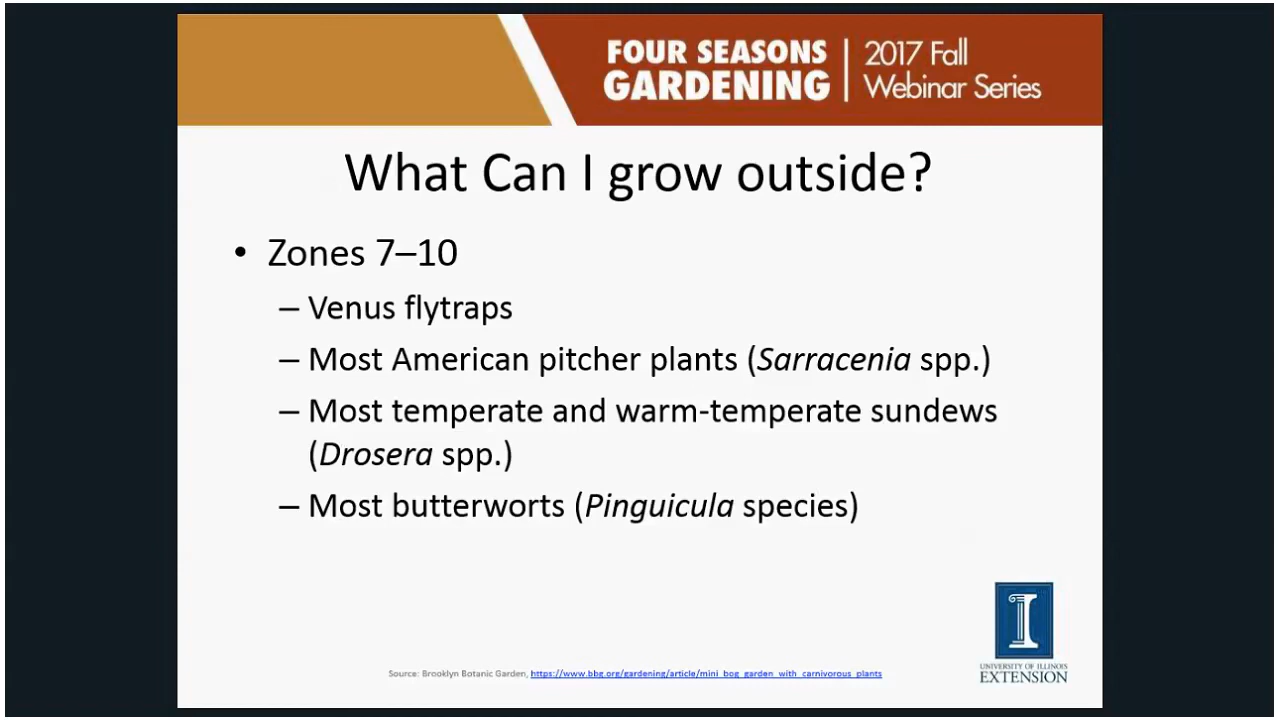 FOUR SEASONS
GARDENING
2017 Fall
Webinar Series
What Can I grow outside?
• Zones 7–10
– Venus flytraps
– Most American pitcher plants (Sarracenia spp.)
– Most temperate and warm-temperate sundews
(Drosera spp.)
– Most butterworts (Pinguicula species)
Source: Brooklyn Botanic Garden, https://www.bbg.org/gardening/article/mini_bog_garden_with_carnivorous_plants
I
UNIVERSITY OF ILLINOIS
EXTENSION